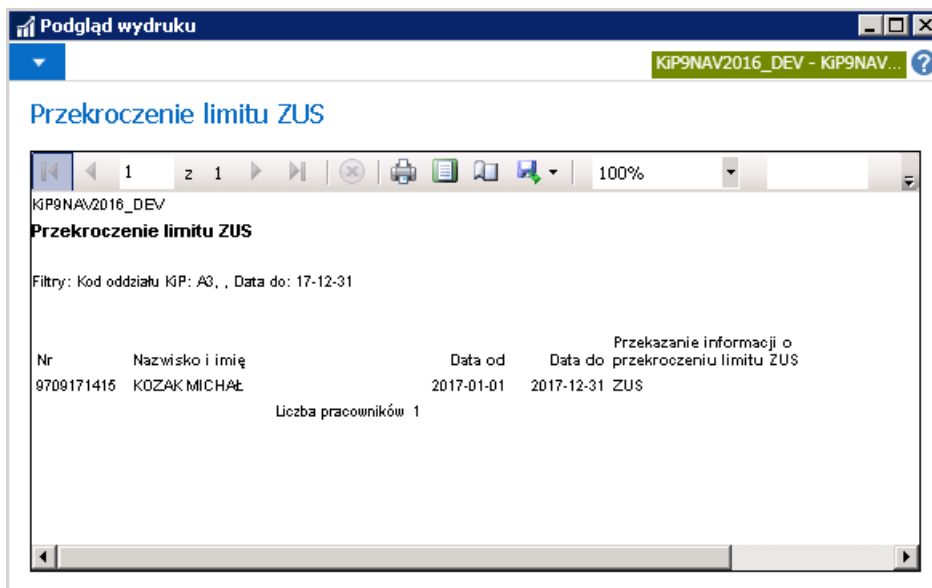 Podgląd wydruku
KiP9NAV2016_DEV - KiP9NAV...
Przekroczenie limitu ZUS
1 z 1 100%
KiP9NAV2016_DEV
Przekroczenie limitu ZUS
Filtry: Kod oddziału KiP: A3, , Data do: 17-12-31
Przekazanie informacji o
Nr Nazwisko i imię Data od Data do przekroczeniu limitu ZUS
9709171415 KOZAK MICHAŁ 2017-01-01 2017-12-31 ZUS
Liczba pracowników 1